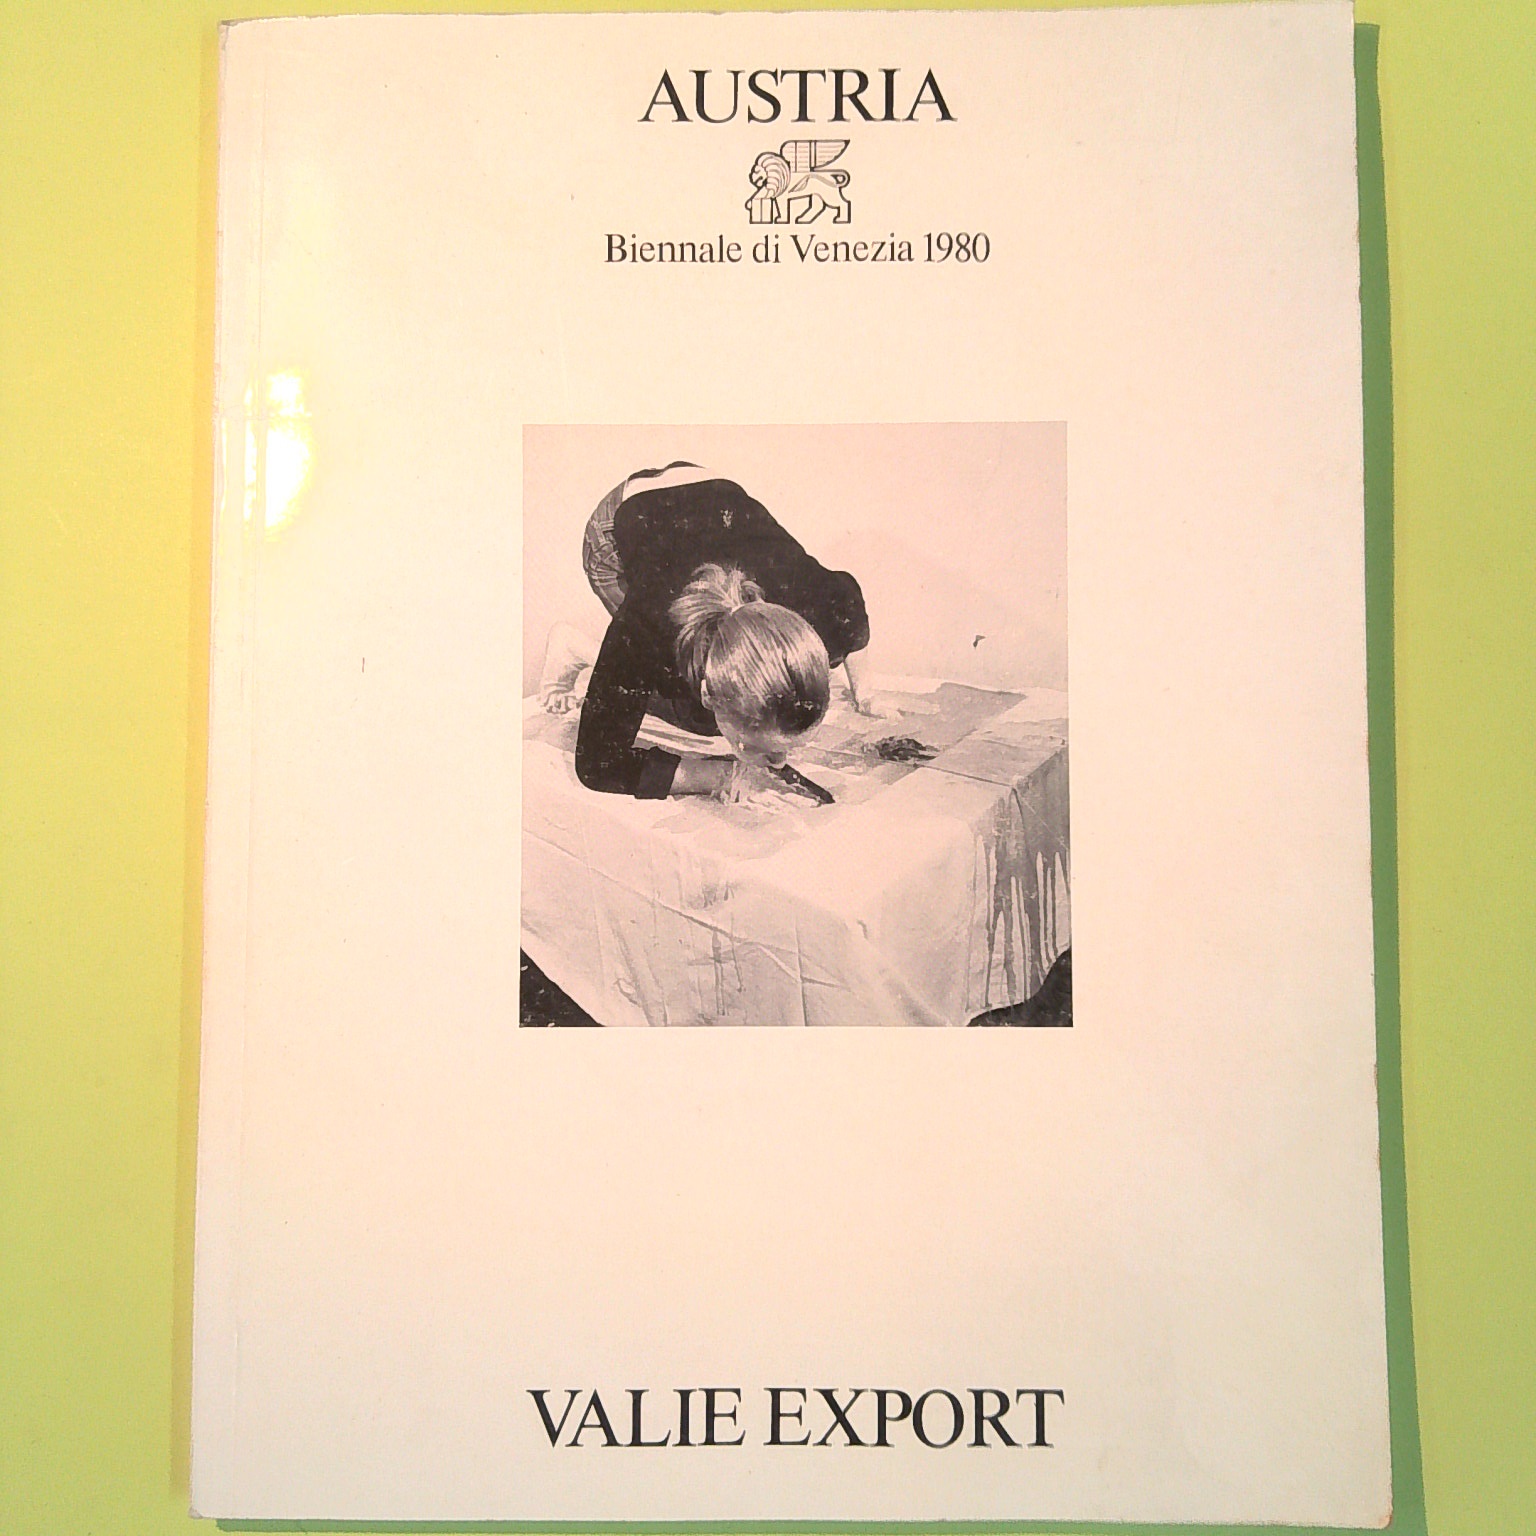 AUSTRIA
Biennale di Venezia 1980
VALIE EXPORT